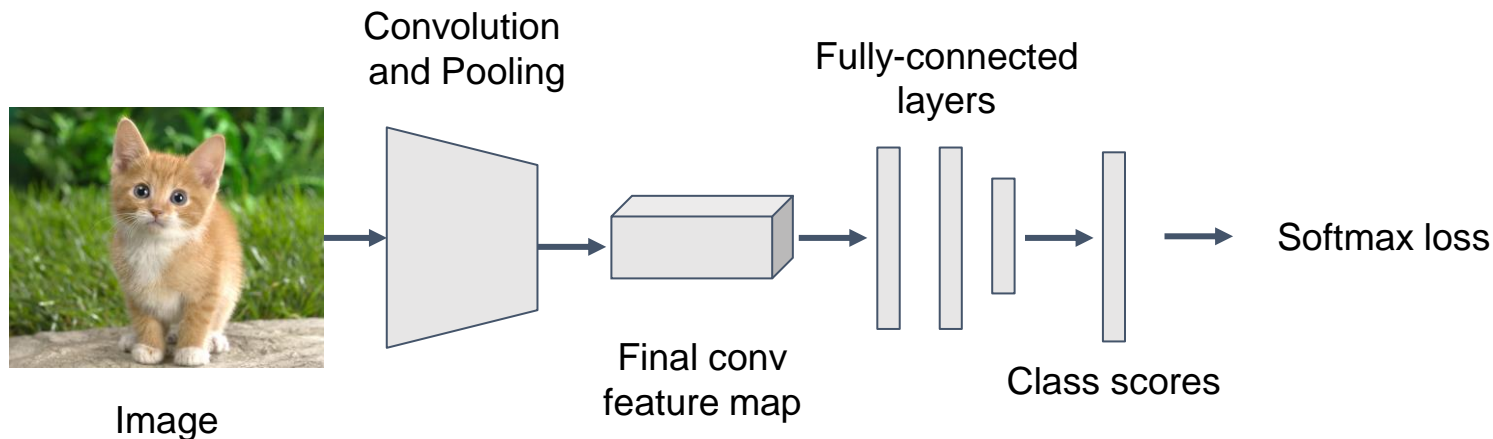 Convolution
and Pooling
Fully-connected
layers
Softmax loss
Final conv
feature map
Class scores
Image